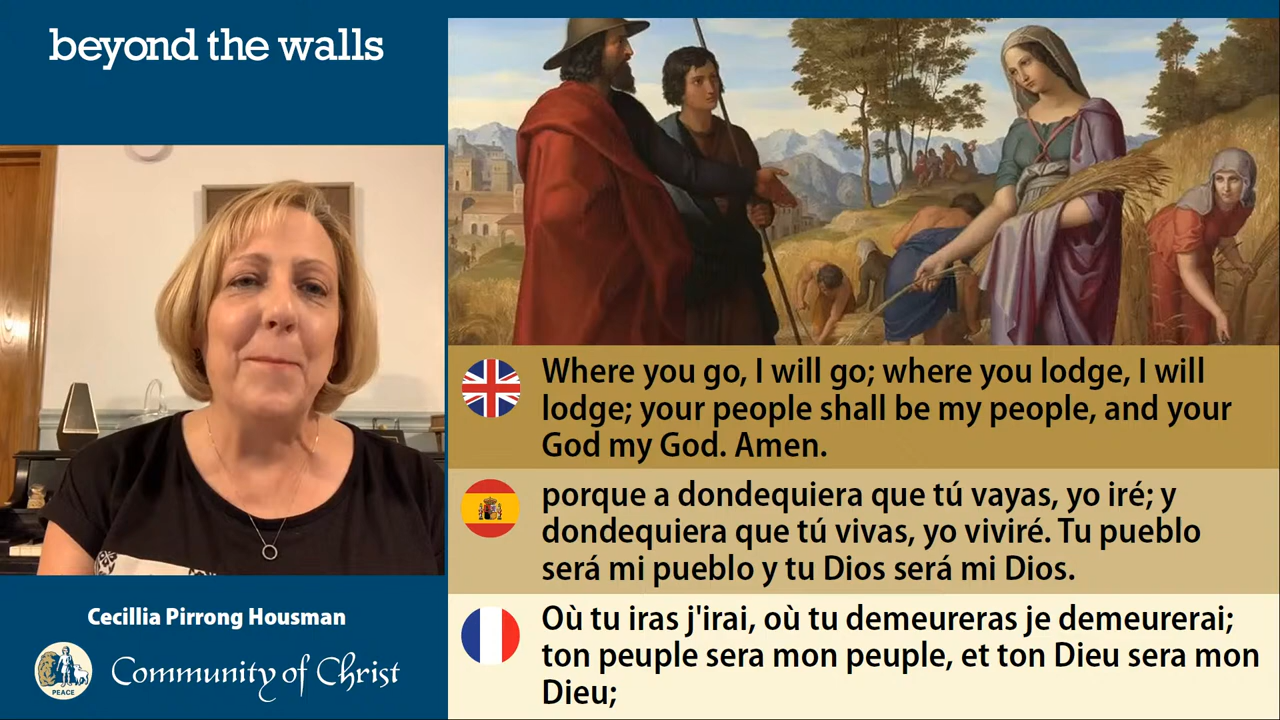 beyond the walls
Where you go, I will go; where you lodge, I will
lodge; your people shall be my people, and your
God my God. Amen.
porque a dondequiera que tú vayas, yo iré; y
dondequiera que tú vivas, yo viviré. Tu pueblo
será mi pueblo y tu Dios será mi Dios.
Où tu iras j'irai, où tu demeureras je demeurerai;
ton peuple sera mon peuple, et ton Dieu sera mon
Dieu;
Cecillia Pirrong Housman
PEACE
Community of Christ